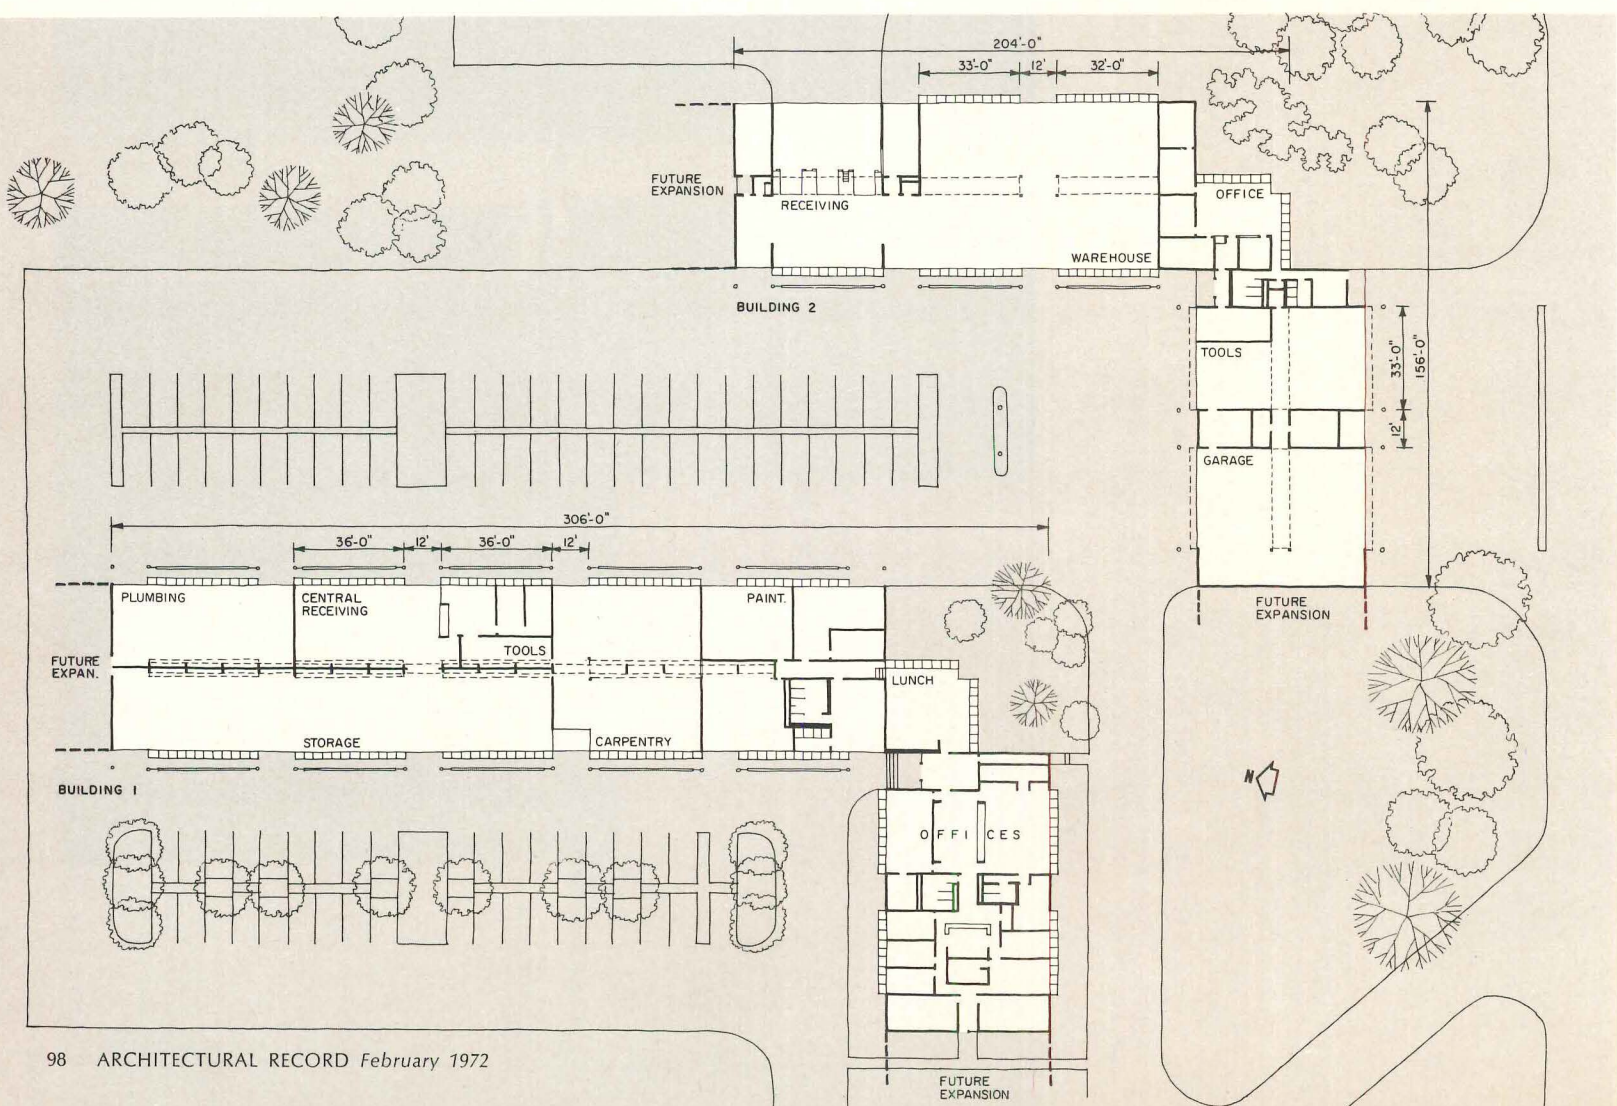 204'-0"
33'-0" 12' 32'-0"
FUTURE
EXPANSION
RECEIVING
OFFICE
WAREHOUSE
BUILDING 2
TOOLS
33'-0"
156'-0"
12'
GARAGE
FUTURE
EXPANSION
306'-0"
36'-0" 12' 36'-0" 12'
PLUMBING
CENTRAL
RECEIVING
PAINT.
TOOLS
FUTURE
EXPAN.
LUNCH
STORAGE
CARPENTRY
BUILDING 1
N
OFFICES
98 ARCHITECTURAL RECORD February 1972
FUTURE
EXPANSION